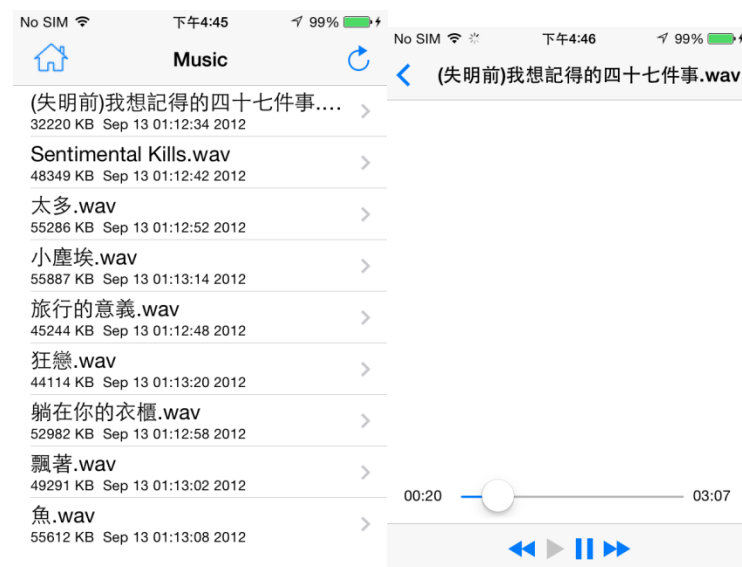 No SIM 下午4:45 99%
Music
(失明前)我想記得的四十七件事....
32220 KB Sep 13 01:12:34 2012
Sentimental Kills.wav
48349 KB Sep 13 01:12:42 2012
太多.wav
55286 KB Sep 13 01:12:52 2012
小塵埃.wav
55887 KB Sep 13 01:13:14 2012
旅行的意義.wav
45244 KB Sep 13 01:12:48 2012
狂戀.wav
44114 KB Sep 13 01:13:20 2012
躺在你的衣櫃.wav
52982 KB Sep 13 01:12:58 2012
飄著.wav
49291 KB Sep 13 01:13:02 2012
魚.wav
55612 KB Sep 13 01:13:08 2012
No SIM 下午4:46 99%
(失明前)我想記得的四十七件事.wav
00:20 03:07